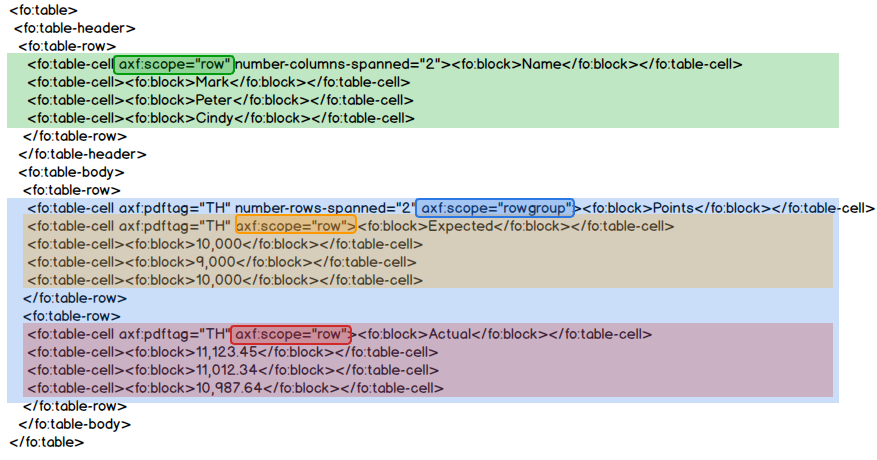 <fo:table>
<fo:table-header>
<fo:table-row>
<fo:table-cell axf:scope="row" number-columns-spanned="2"><fo:block>Name</fo:block></fo:table-cell>
<fo:table-cell><fo:block>Mark</fo:block></fo:table-cell>
<fo:table-cell><fo:block>Peter</fo:block></fo:table-cell>
<fo:table-cell><fo:block>Cindy</fo:block></fo:table-cell>
</fo:table-row>
</fo:table-header>
<fo:table-body>
<fo:table-row>
<fo:table-cell axf:pdftag="TH" number-rows-spanned="2" axf:scope="rowgroup"><fo:block>Points</fo:block></fo:table-cell>
<fo:table-cell axf:pdftag="TH" axf:scope="row"><fo:block>Expected</fo:block></fo:table-cell>
<fo:table-cell><fo:block>10,000</fo:block></fo:table-cell>
<fo:table-cell><fo:block>9,000</fo:block></fo:table-cell>
<fo:table-cell><fo:block>10,000</fo:block></fo:table-cell>
</fo:table-row>
<fo:table-row>
<fo:table-cell axf:pdftag="TH" axf:scope="row"><fo:block>Actual</fo:block></fo:table-cell>
<fo:table-cell><fo:block>11,123.45</fo:block></fo:table-cell>
<fo:table-cell><fo:block>11,012.34</fo:block></fo:table-cell>
<fo:table-cell><fo:block>10,987.64</fo:block></fo:table-cell>
</fo:table-row>
</fo:table-body>
</fo:table>